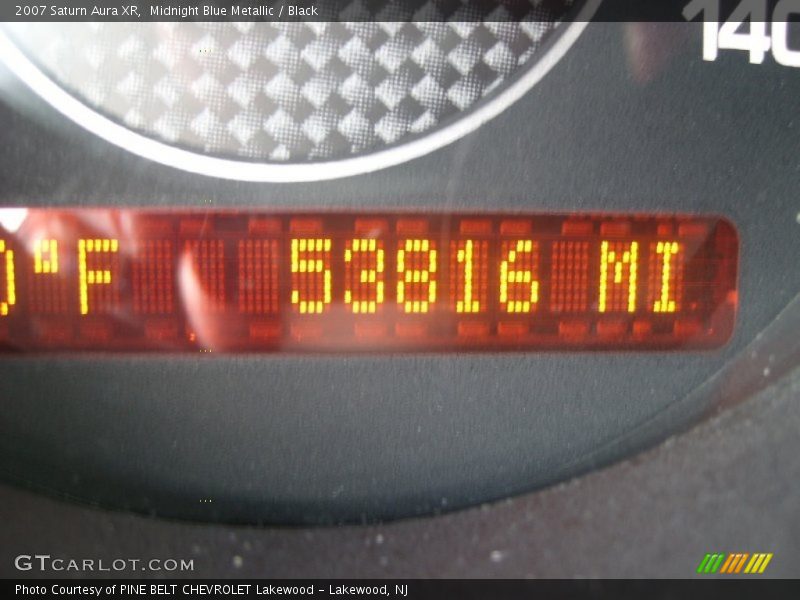 2007 Saturn Aura XR,  Midnight Blue Metallic / Black
140
0°F 53816 MI
GTCARLOT.COM
Photo Courtesy of PINE BELT CHEVROLET Lakewood - Lakewood, NJ